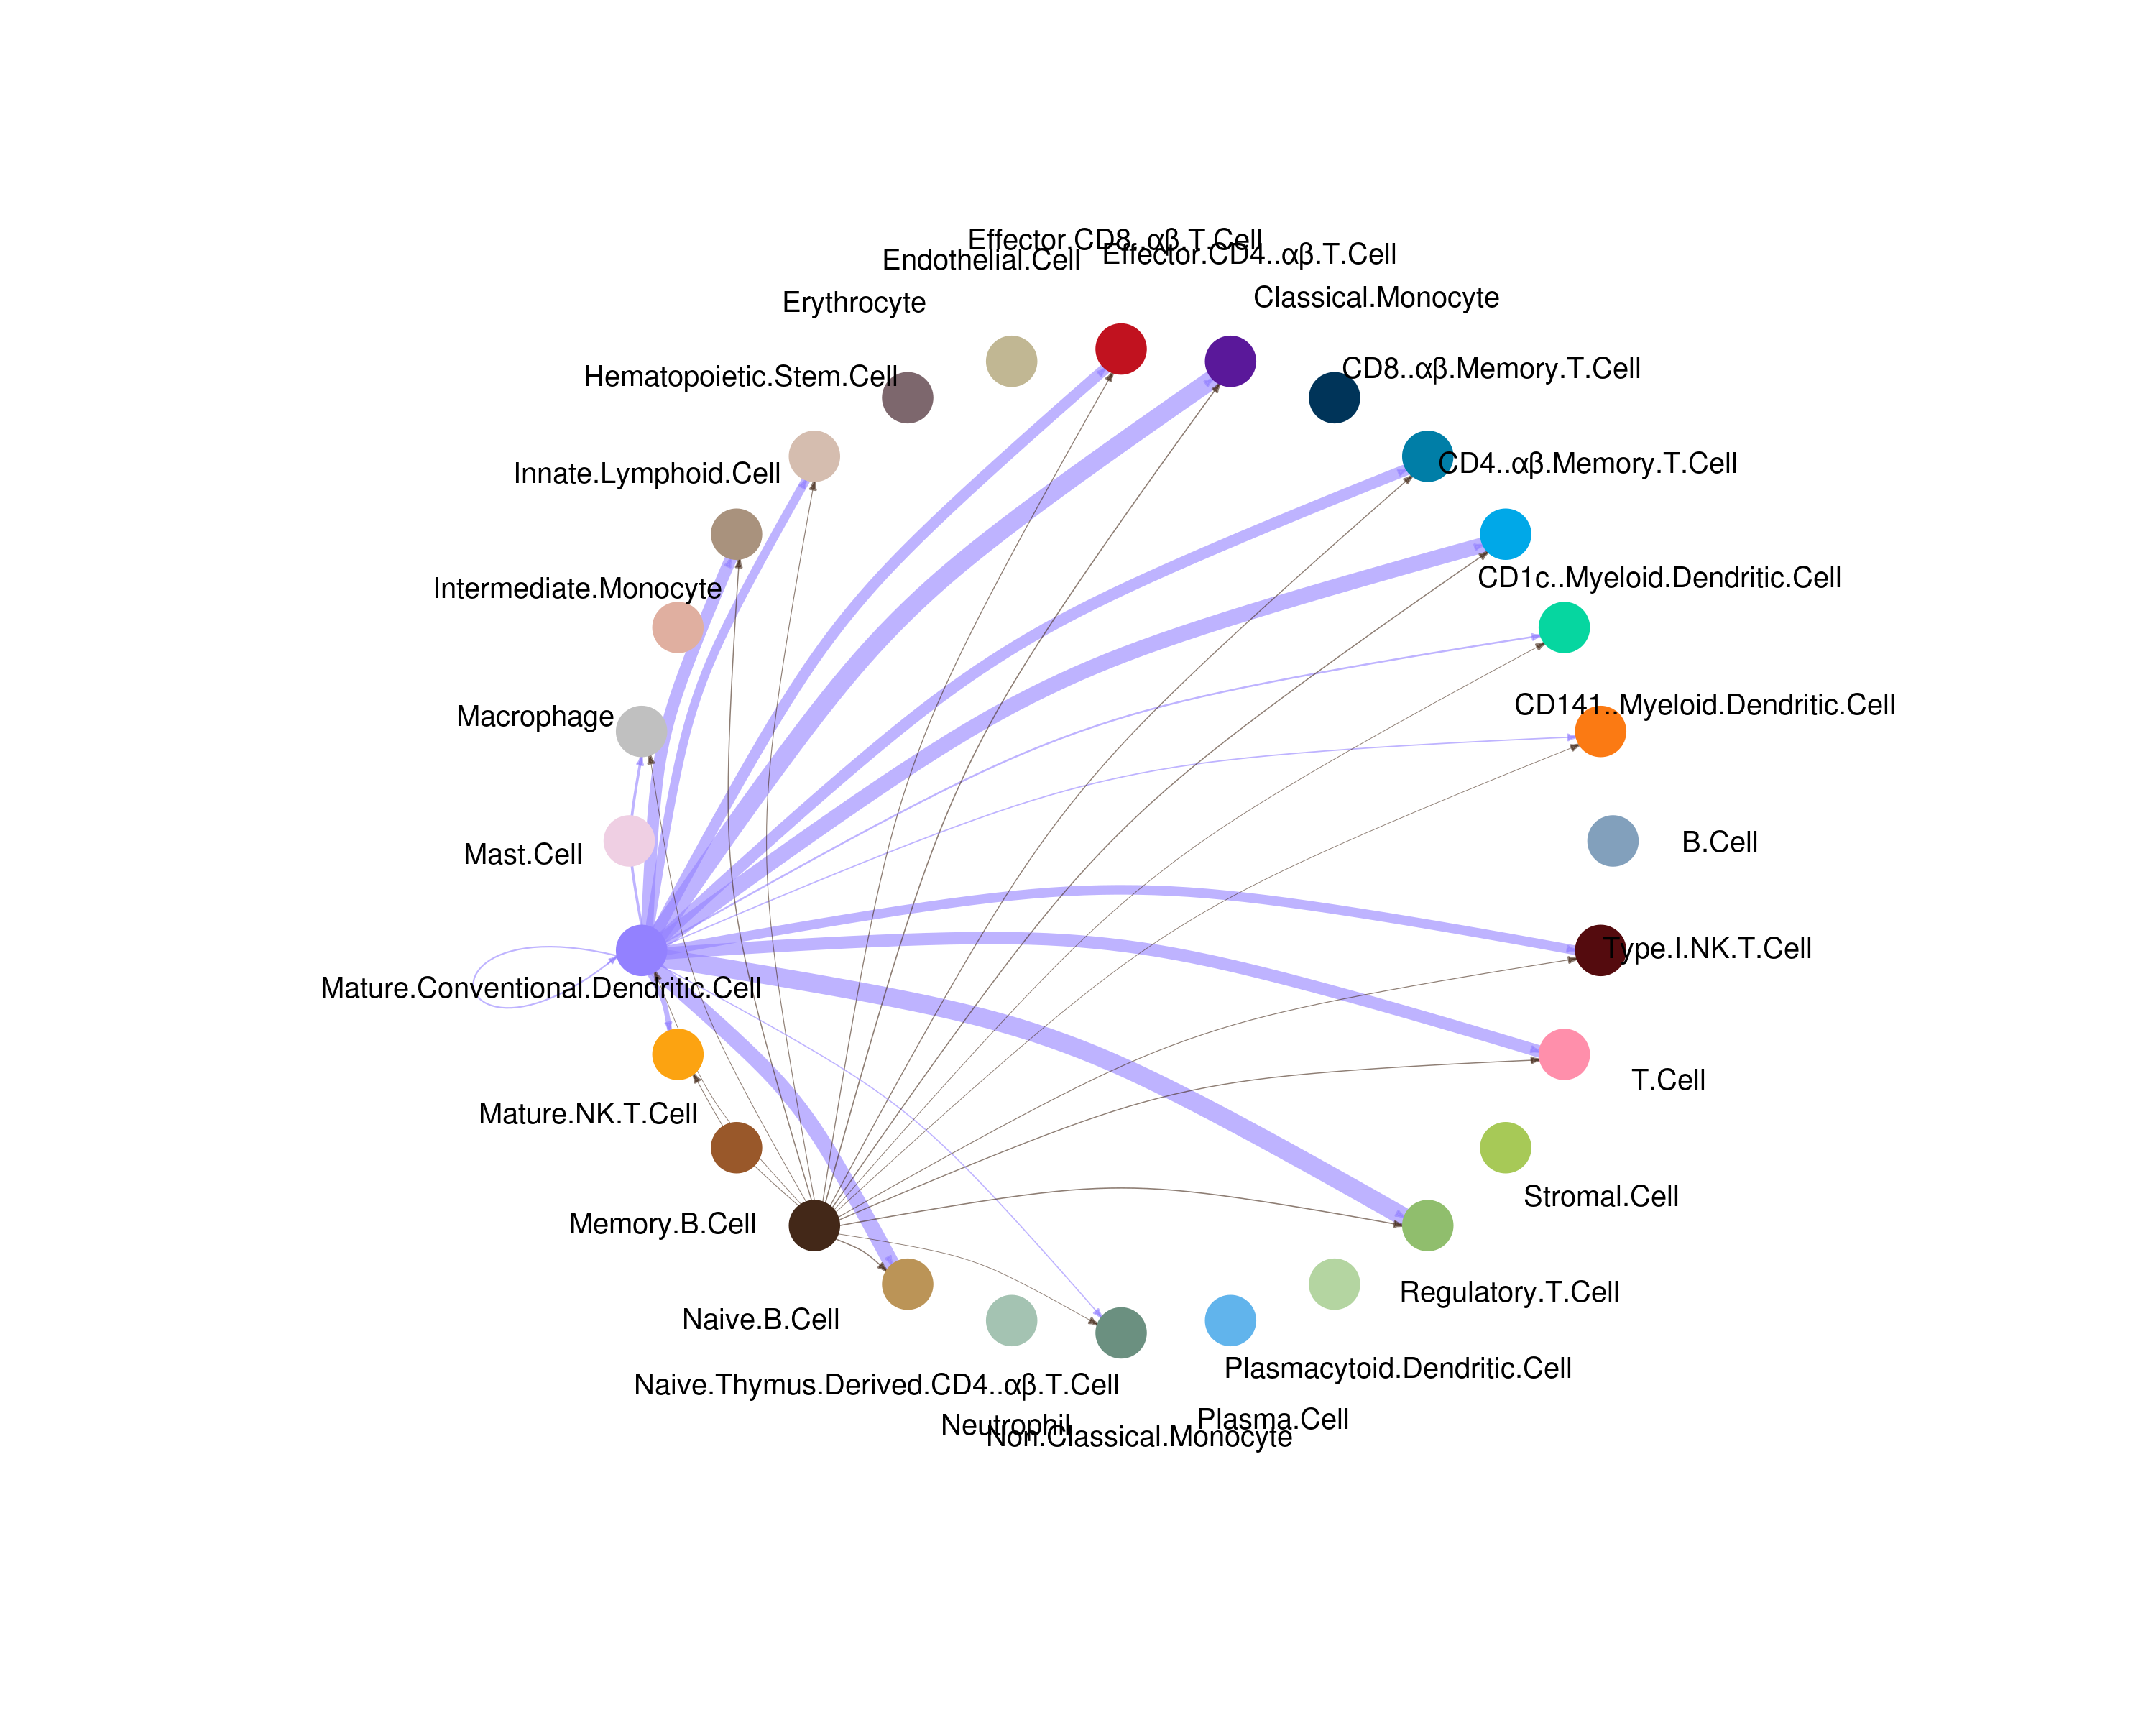 Effector.CD8..αβ.T.Cell
Effector.CD4..αβ.T.Cell
Endothelial.Cell
Classical.Monocyte
Erythrocyte
CD8..αβ.Memory.T.Cell
Hematopoietic.Stem.Cell
CD4..αβ.Memory.T.Cell
Innate.Lymphoid.Cell
CD1c..Myeloid.Dendritic.Cell
Intermediate.Monocyte
CD141..Myeloid.Dendritic.Cell
Macrophage
B.Cell
Mast.Cell
Type.I.NK.T.Cell
Mature.Conventional.Dendritic.Cell
T.Cell
Mature.NK.T.Cell
Stromal.Cell
Memory.B.Cell
Regulatory.T.Cell
Naive.B.Cell
Plasmacytoid.Dendritic.Cell
Naive.Thymus.Derived.CD4..αβ.T.Cell
Plasma.Cell
Neutrophil
Non.Classical.Monocyte